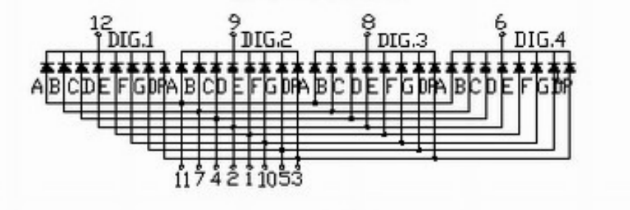 12 9 8 6
DIG.1 DIG.2 DIG.3 DIG.4
A B C D E F G DP A B C D E F G DP A B C D E F G DP A B C D E F G DP
11 7 4 2 1 10 5 3